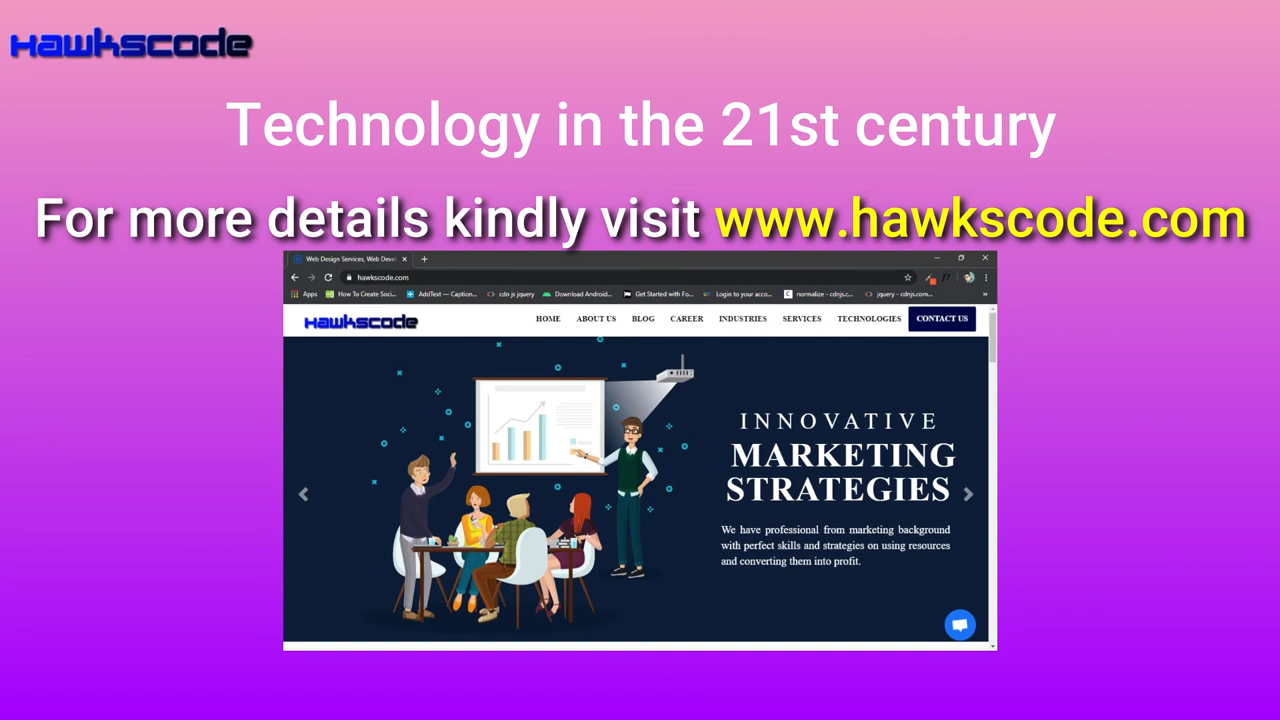 Hawkscode
Technology in the 21st century
For more details kindly visit www.hawkscode.com
Web Design Services, Web Devel
hawkscode.com
Apps How To Create Soci... AddText — Caption... cdn js jquery Download Android... Get Started with Fo... Login to your acco... normalize - cdnjs.c... jquery - cdnjs.com... »
Hawkscode HOME ABOUT US BLOG CAREER INDUSTRIES SERVICES TECHNOLOGIES CONTACT US
INNOVATIVE
MARKETING
STRATEGIES
We have professional from marketing background
with perfect skills and strategies on using resources
and converting them into profit.